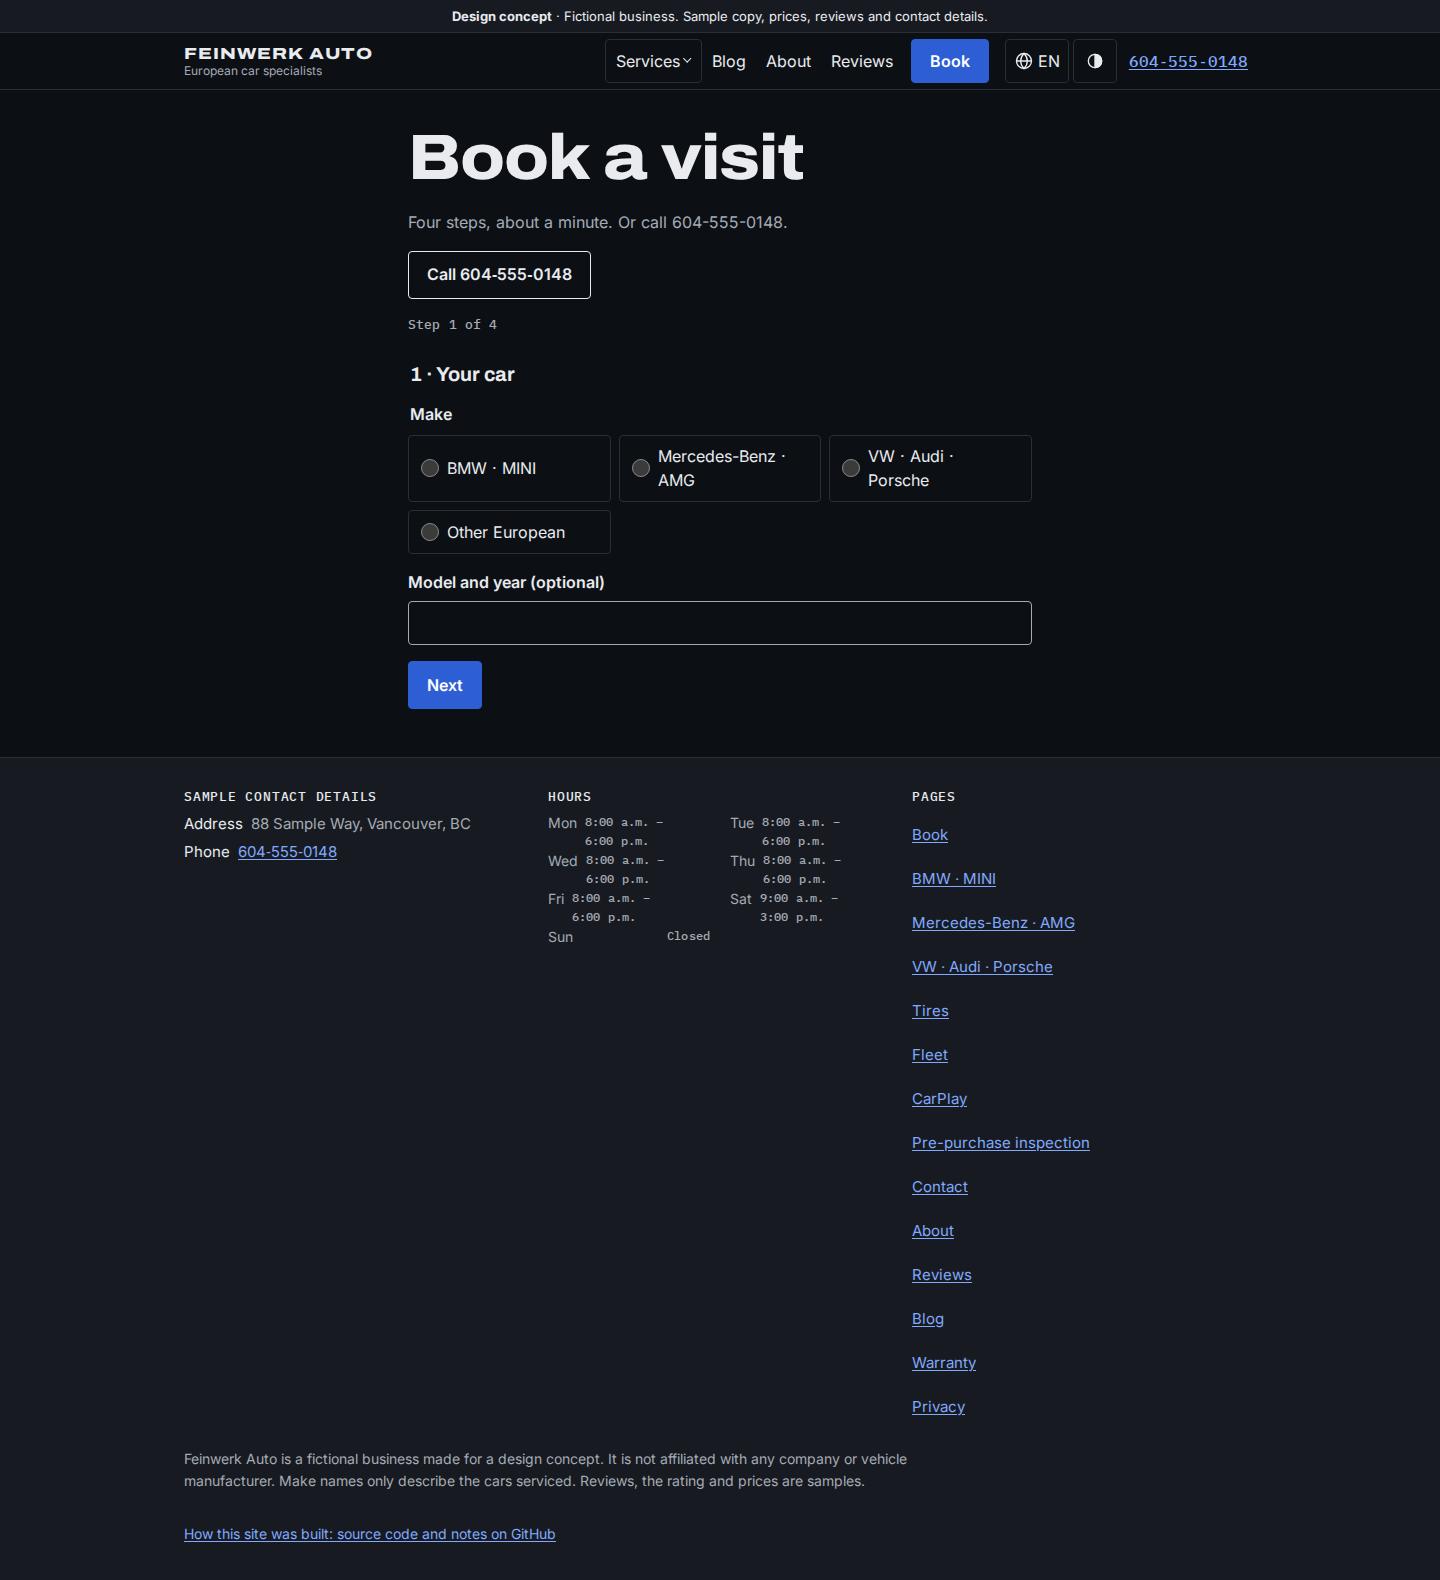 Design concept · Fictional business. Sample copy, prices, reviews and contact details.
FEINWERK AUTO
European car specialists
Services
Blog
About
Reviews
Book
EN
604-555-0148
Book a visit
Four steps, about a minute. Or call 604-555-0148.
Call 604-555-0148
Step 1 of 4
1 · Your car
Make
BMW · MINI
Mercedes-Benz ·
AMG
VW · Audi ·
Porsche
Other European
Model and year (optional)
Next
SAMPLE CONTACT DETAILS
Address 88 Sample Way, Vancouver, BC
Phone 604-555-0148
HOURS
Mon 8:00 a.m. –
6:00 p.m.
Tue 8:00 a.m. –
6:00 p.m.
Wed 8:00 a.m. –
6:00 p.m.
Thu 8:00 a.m. –
6:00 p.m.
Fri 8:00 a.m. –
6:00 p.m.
Sat 9:00 a.m. –
3:00 p.m.
Sun Closed
PAGES
Book
BMW · MINI
Mercedes-Benz · AMG
VW · Audi · Porsche
Tires
Fleet
CarPlay
Pre-purchase inspection
Contact
About
Reviews
Blog
Warranty
Privacy
Feinwerk Auto is a fictional business made for a design concept. It is not affiliated with any company or vehicle
manufacturer. Make names only describe the cars serviced. Reviews, the rating and prices are samples.
How this site was built: source code and notes on GitHub